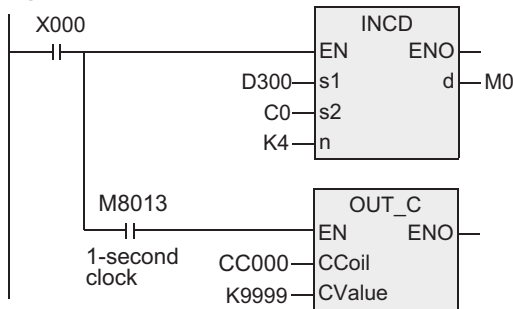 X000
INCD
EN ENO
D300 s1 d M0
C0 s2
K4 n
M8013
OUT_C
EN ENO
1-second
clock
CC000 CCoil
K9999 CValue